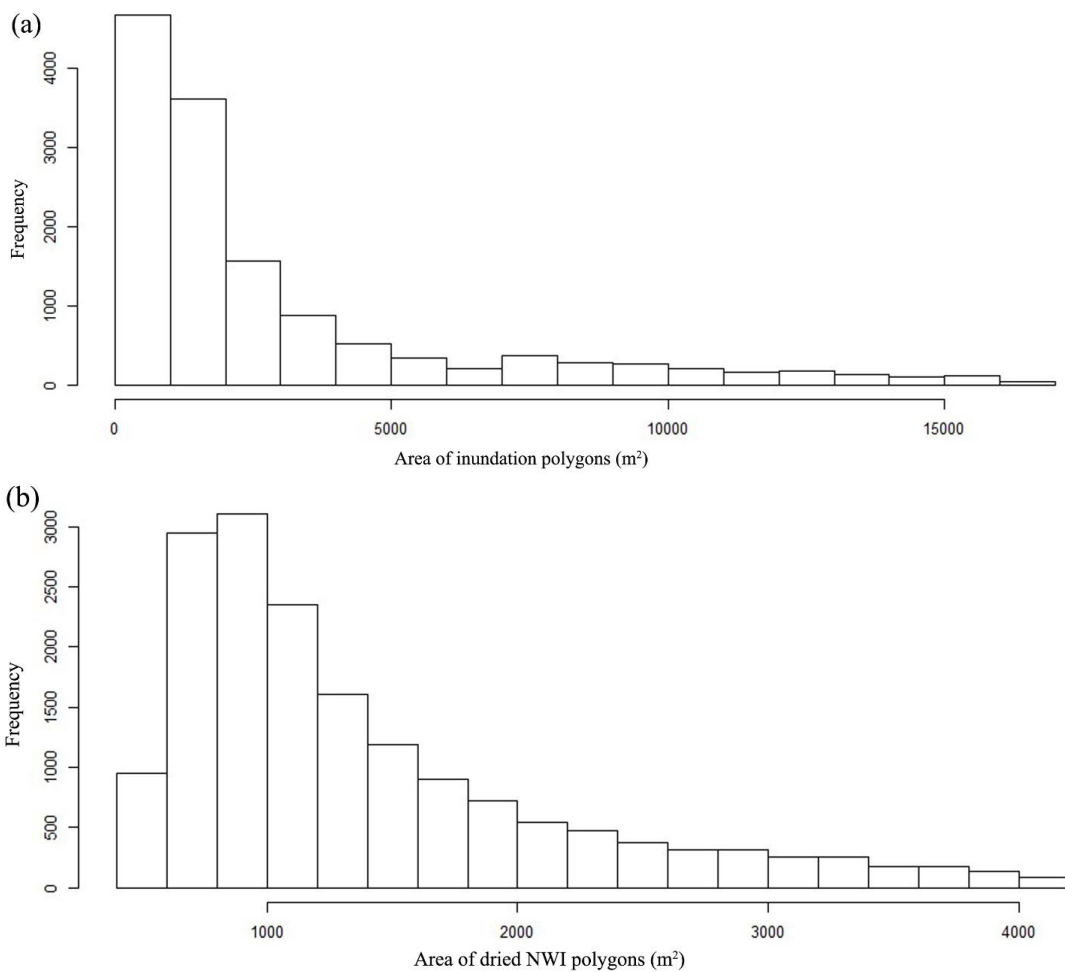 (a)
4000
3000
2000
1000
0
Frequency
0 5000 10000 15000
Area of inundation polygons (m²)
(b)
3000
2500
2000
1500
1000
500
0
Frequency
1000 2000 3000 4000
Area of dried NWI polygons (m²)